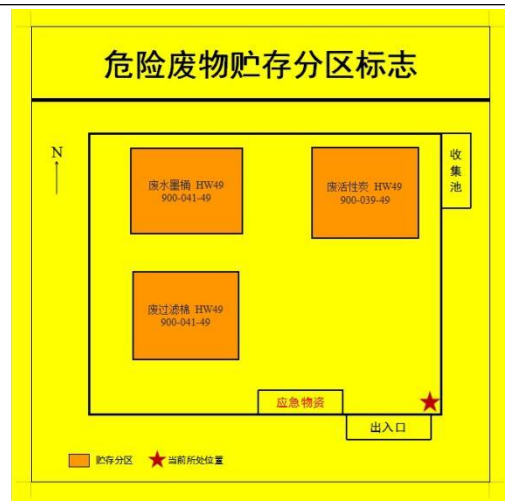 危险废物贮存分区标志
N
收集池
废水墨桶 HW49
900-041-49
废活性炭 HW49
900-039-49
废过滤棉 HW49
900-041-49
应急物资
出入口
贮存分区
当前所处位置